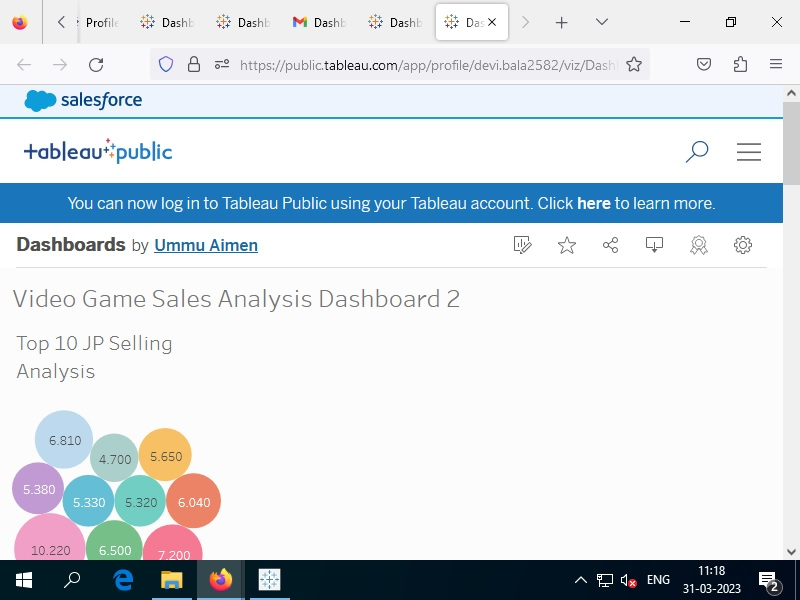 Profile Dashb Dashb Dashb Dashb Das
https://public.tableau.com/app/profile/devi.bala2582/viz/Dash
salesforce
+ableau public
You can now log in to Tableau Public using your Tableau account. Click here to learn more.
Dashboards by Ummu Aimen
Video Game Sales Analysis Dashboard 2
Top 10 JP Selling
Analysis
6.810
4.700
5.650
5.380
5.330
5.320
6.040
10.220
6.500
7.200
ENG
11:18
31-03-2023
2